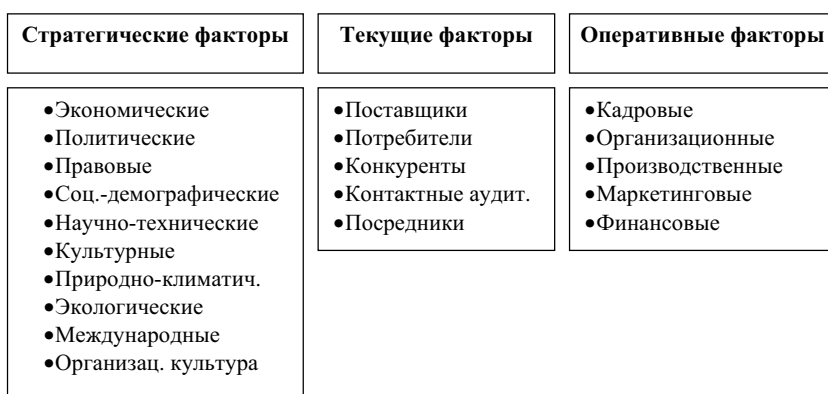 Стратегические факторы
Текущие факторы
Оперативные факторы
•Экономические
•Политические
•Правовые
•Соц.-демографические
•Научно-технические
•Культурные
•Природно-климатич.
•Экологические
•Международные
•Организац. культура
•Поставщики
•Потребители
•Конкуренты
•Контактные аудит.
•Посредники
•Кадровые
•Организационные
•Производственные
•Маркетинговые
•Финансовые